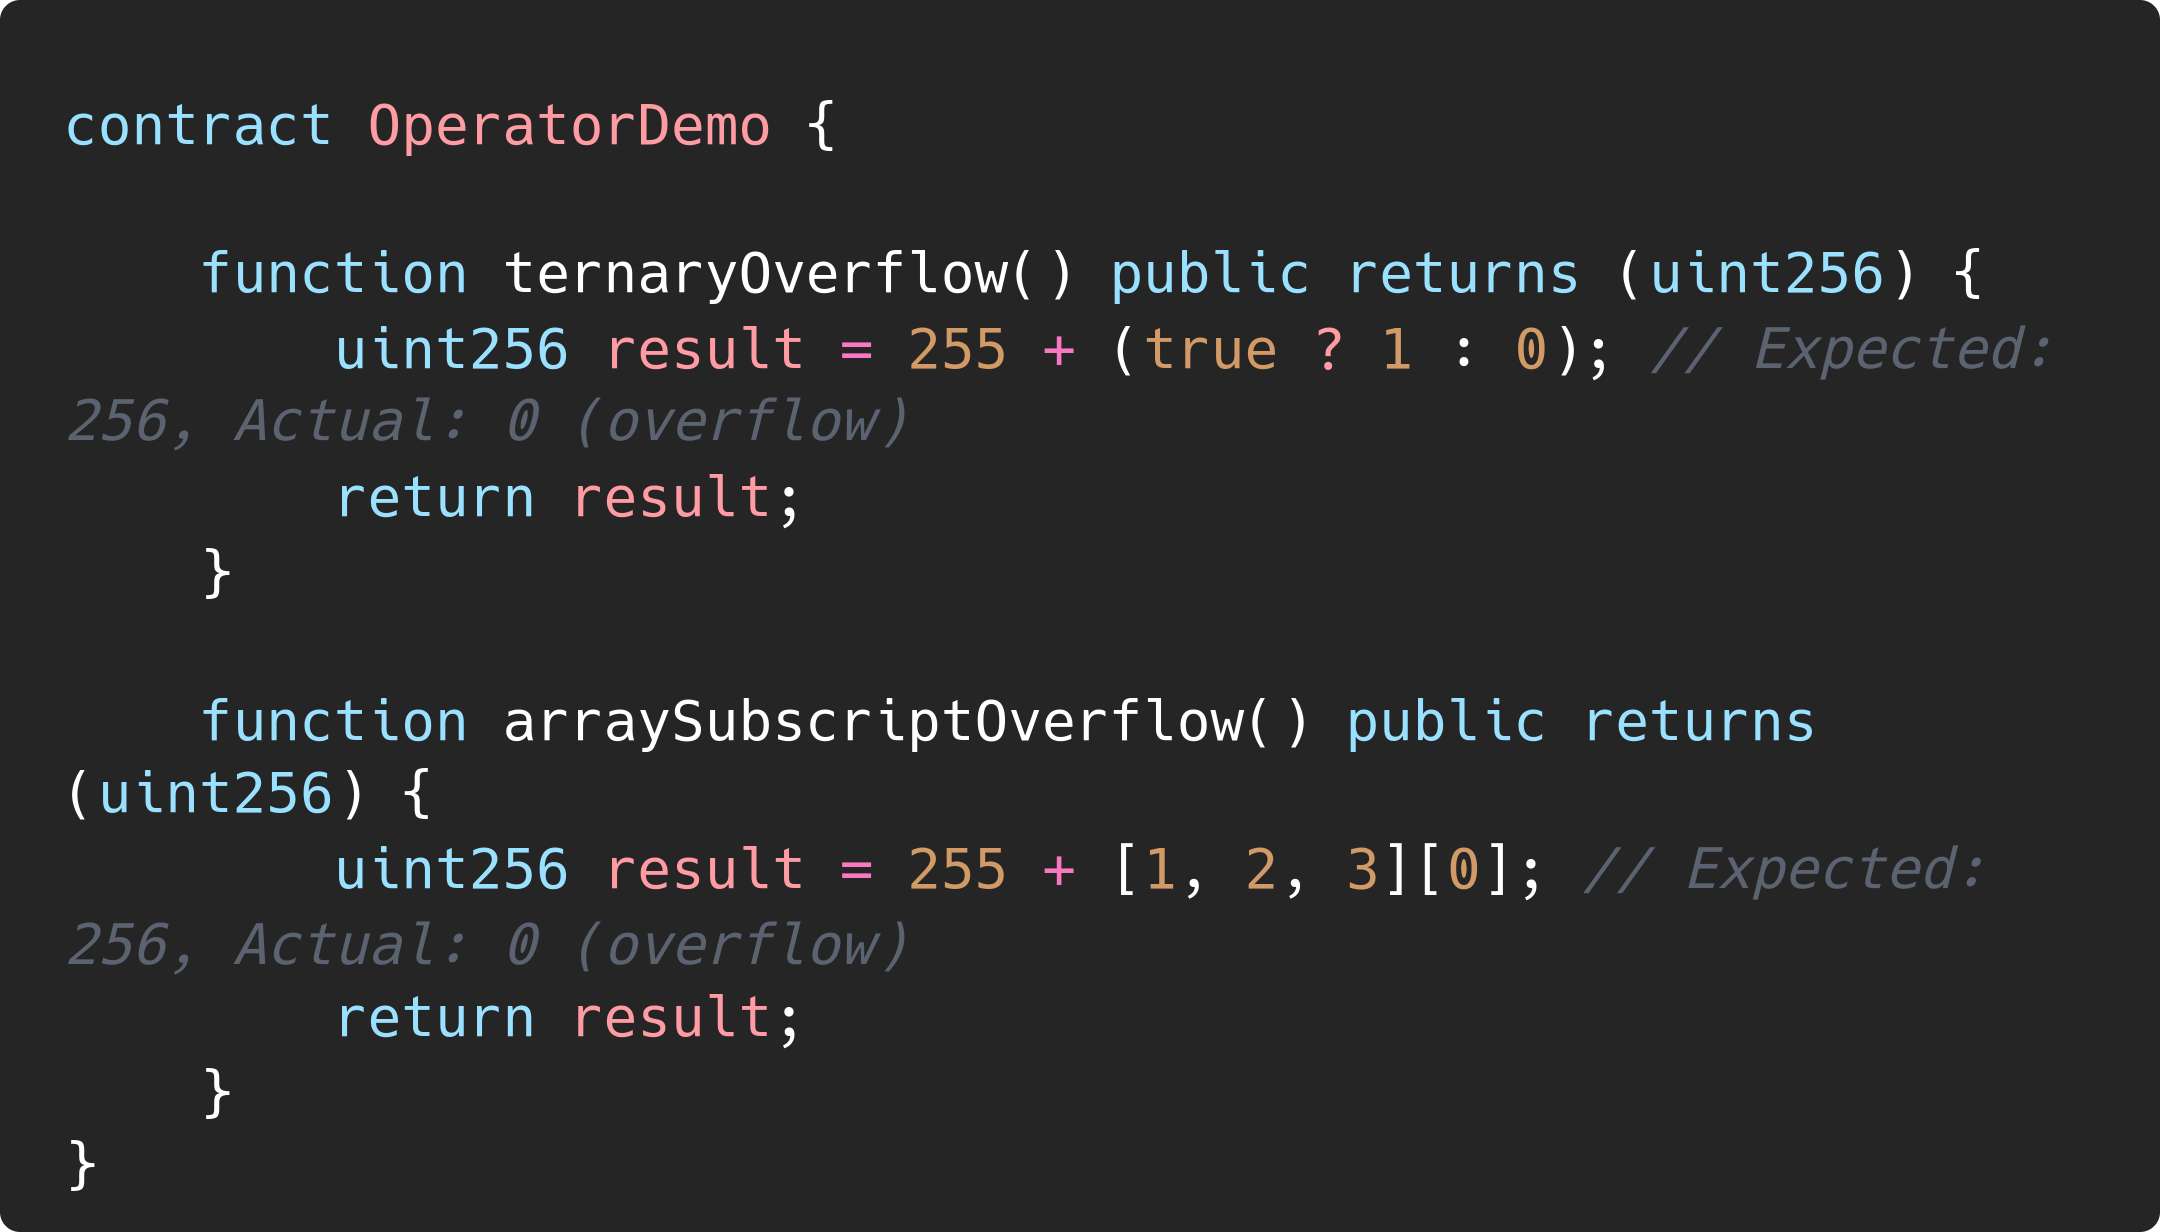 contract OperatorDemo {
function ternaryOverflow() public returns (uint256) {
uint256 result = 255 + (true ? 1 : 0); // Expected:
256, Actual: 0 (overflow)
return result;
}
function arraySubscriptOverflow() public returns
(uint256) {
uint256 result = 255 + [1, 2, 3][0]; // Expected:
256, Actual: 0 (overflow)
return result;
}
}